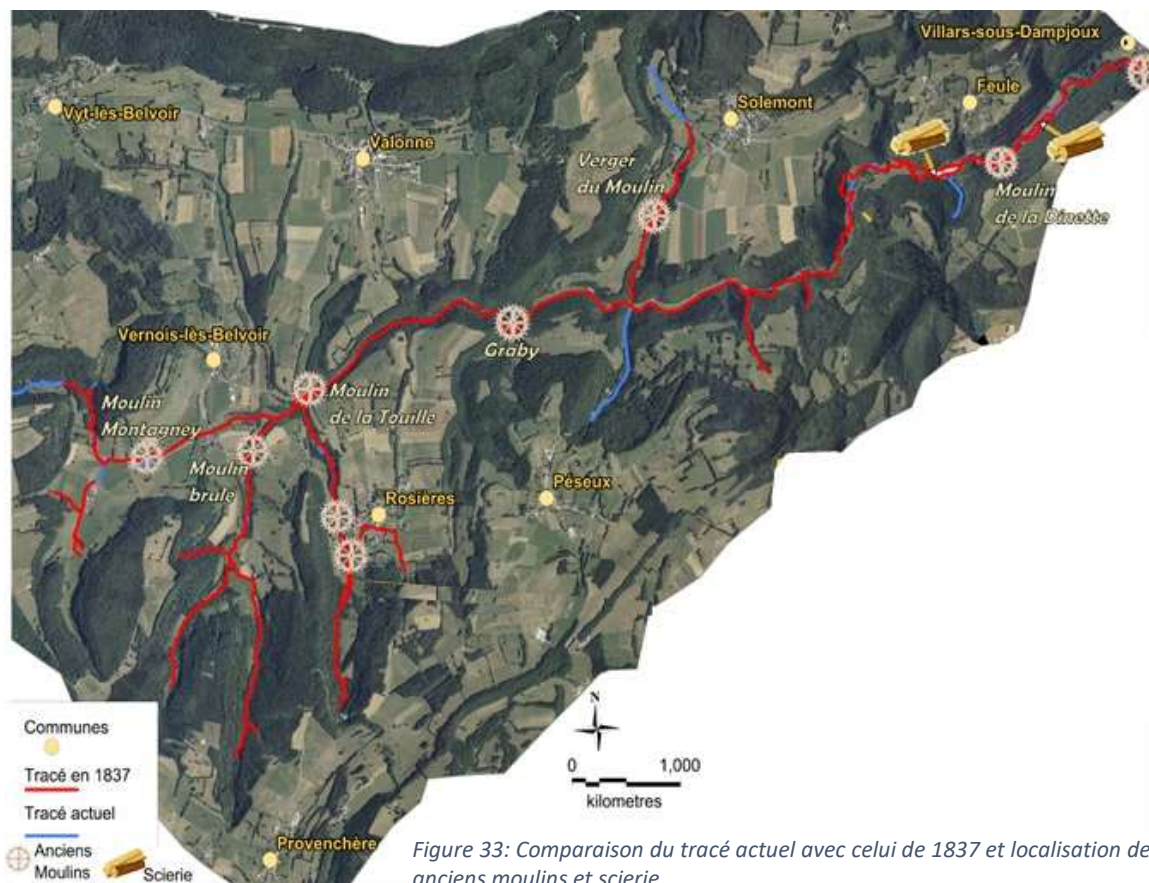 Villars-sous-Dampjoux
Feule
Vyt-lès-Belvoir
Solemont
Valonne
Verger
du Moulin
Moulin
de la Dinette
Vernois-lès-Belvoir
Graby
Moulin
de la Touille
Moulin
Montagney
Moulin
brule
Rosières
Péseux
Communes
Tracé en 1837
Tracé actuel
Anciens
Moulins
Scierie
N
0 1,000
kilometres
Provenchère
Figure 33: Comparaison du tracé actuel avec celui de 1837 et localisation de
anciens moulins et scierie